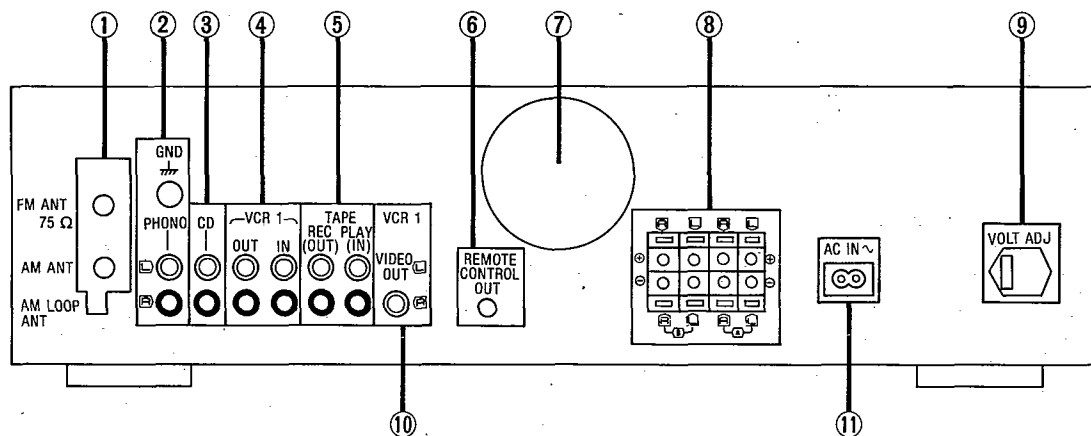 ① ② ③ ④ ⑤ ⑥ ⑦ ⑧ ⑨
FM ANT
75 Ω
AM ANT
AM LOOP
ANT
GND
PHONO
L
R
CD
VCR 1
OUT IN
TAPE
REC PLAY
(OUT) (IN)
VCR 1
VIDEO
OUT
L
R
REMOTE
CONTROL
OUT
R L R L
⊕ ⊕
⊖ ⊖
R L R L
B A
AC IN ~
VOLT ADJ
⑩ ⑪